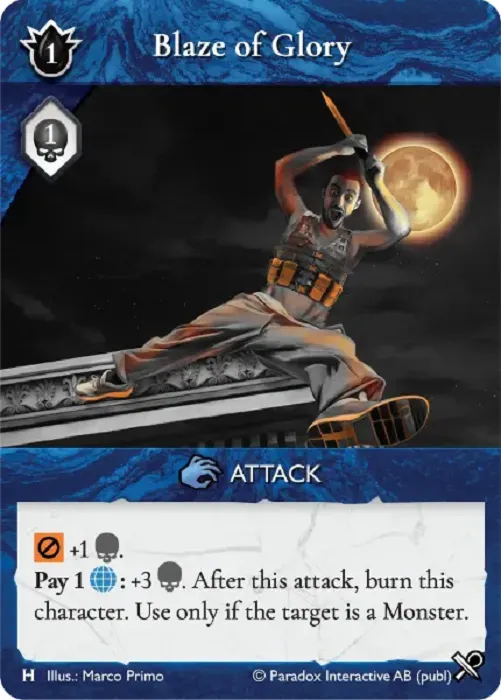 1
Blaze of Glory
1
ATTACK
+1 .
Pay 1 : +3 . After this attack, burn this
character. Use only if the target is a Monster.
H Illus.: Marco Primo © Paradox Interactive AB (publ)